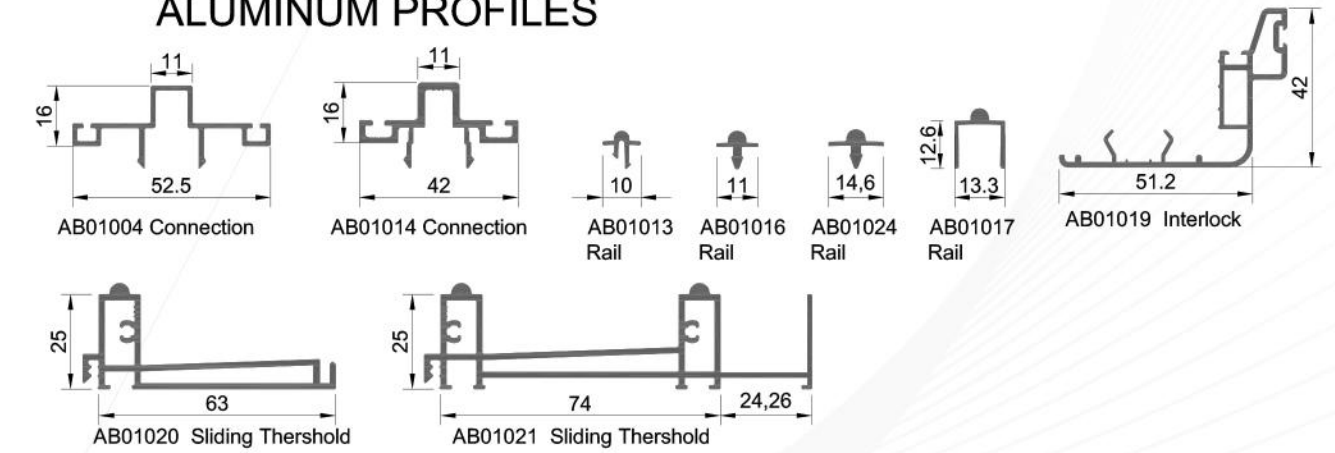 ALUMINUM PROFILES
11
16
52.5
AB01004 Connection
11
16
42
AB01014 Connection
10
AB01013
Rail
11
AB01016
Rail
14,6
AB01024
Rail
12.6
13.3
AB01017
Rail
42
51.2
AB01019 Interlock
25
63
AB01020 Sliding Thershold
25
74
24,26
AB01021 Sliding Thershold